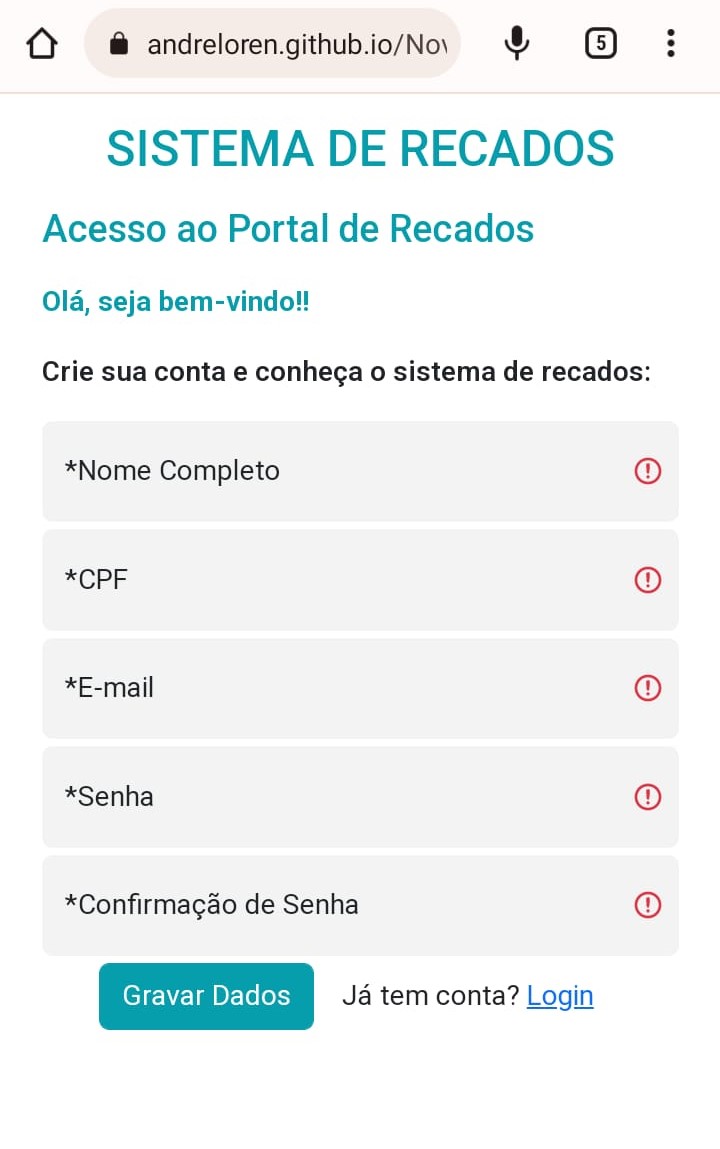 andreloren.github.io/Nov
5
SISTEMA DE RECADOS
Acesso ao Portal de Recados
Olá, seja bem-vindo!!
Crie sua conta e conheça o sistema de recados:
*Nome Completo
*CPF
*E-mail
*Senha
*Confirmação de Senha
Gravar Dados Já tem conta? Login